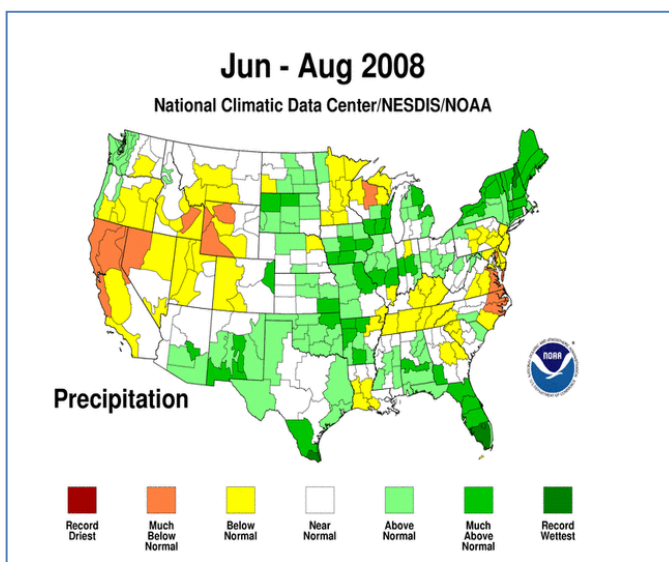 Jun - Aug 2008
National Climatic Data Center/NESDIS/NOAA
NOAA
Precipitation
Record
Driest
Much
Below
Normal
Below
Normal
Near
Normal
Above
Normal
Much
Above
Normal
Record
Wettest